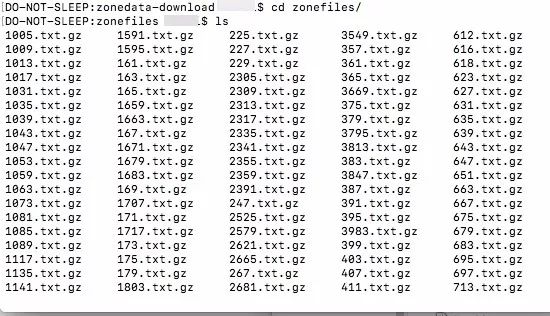 [DO-NOT-SLEEP:zonedata-download $ cd zonefiles/
[DO-NOT-SLEEP:zonefiles $ ls
1005.txt.gz 1591.txt.gz 225.txt.gz 3549.txt.gz 612.txt.gz
1009.txt.gz 1595.txt.gz 227.txt.gz 357.txt.gz 616.txt.gz
1013.txt.gz 161.txt.gz 229.txt.gz 361.txt.gz 618.txt.gz
1017.txt.gz 163.txt.gz 2305.txt.gz 365.txt.gz 623.txt.gz
1031.txt.gz 165.txt.gz 2309.txt.gz 3669.txt.gz 627.txt.gz
1035.txt.gz 1659.txt.gz 2313.txt.gz 375.txt.gz 631.txt.gz
1039.txt.gz 1663.txt.gz 2317.txt.gz 379.txt.gz 635.txt.gz
1043.txt.gz 167.txt.gz 2335.txt.gz 3795.txt.gz 639.txt.gz
1047.txt.gz 1671.txt.gz 2341.txt.gz 3813.txt.gz 643.txt.gz
1053.txt.gz 1679.txt.gz 2355.txt.gz 383.txt.gz 647.txt.gz
1059.txt.gz 1683.txt.gz 2359.txt.gz 3847.txt.gz 651.txt.gz
1063.txt.gz 169.txt.gz 2391.txt.gz 387.txt.gz 663.txt.gz
1073.txt.gz 1707.txt.gz 247.txt.gz 391.txt.gz 667.txt.gz
1081.txt.gz 171.txt.gz 2525.txt.gz 395.txt.gz 675.txt.gz
1085.txt.gz 1717.txt.gz 2579.txt.gz 3983.txt.gz 679.txt.gz
1089.txt.gz 173.txt.gz 2621.txt.gz 399.txt.gz 683.txt.gz
1117.txt.gz 175.txt.gz 2665.txt.gz 403.txt.gz 695.txt.gz
1135.txt.gz 179.txt.gz 267.txt.gz 407.txt.gz 697.txt.gz
1141.txt.gz 1803.txt.gz 2681.txt.gz 411.txt.gz 713.txt.gz